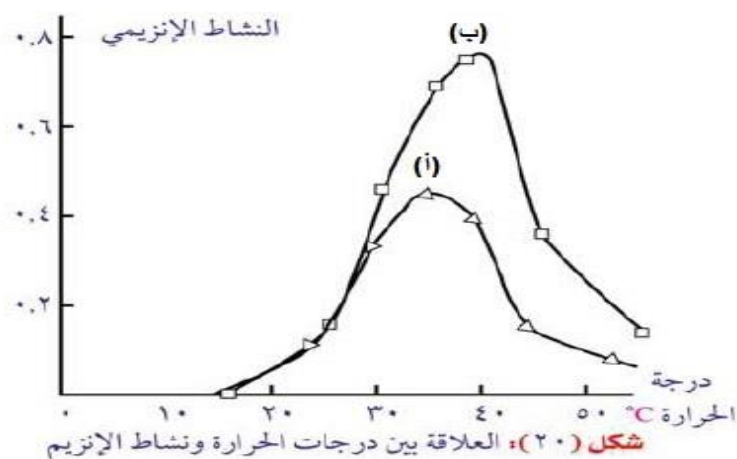 النشاط الإنزيمي
٠,٨
(ب)
٠,٦
(أ)
٠,٤
٠,٢
درجة
الحرارة °C
٠ ١٠ ٢٠ ٣٠ ٤٠ ٥٠
شكل (٢٠): العلاقة بين درجات الحرارة ونشاط الإنزيم